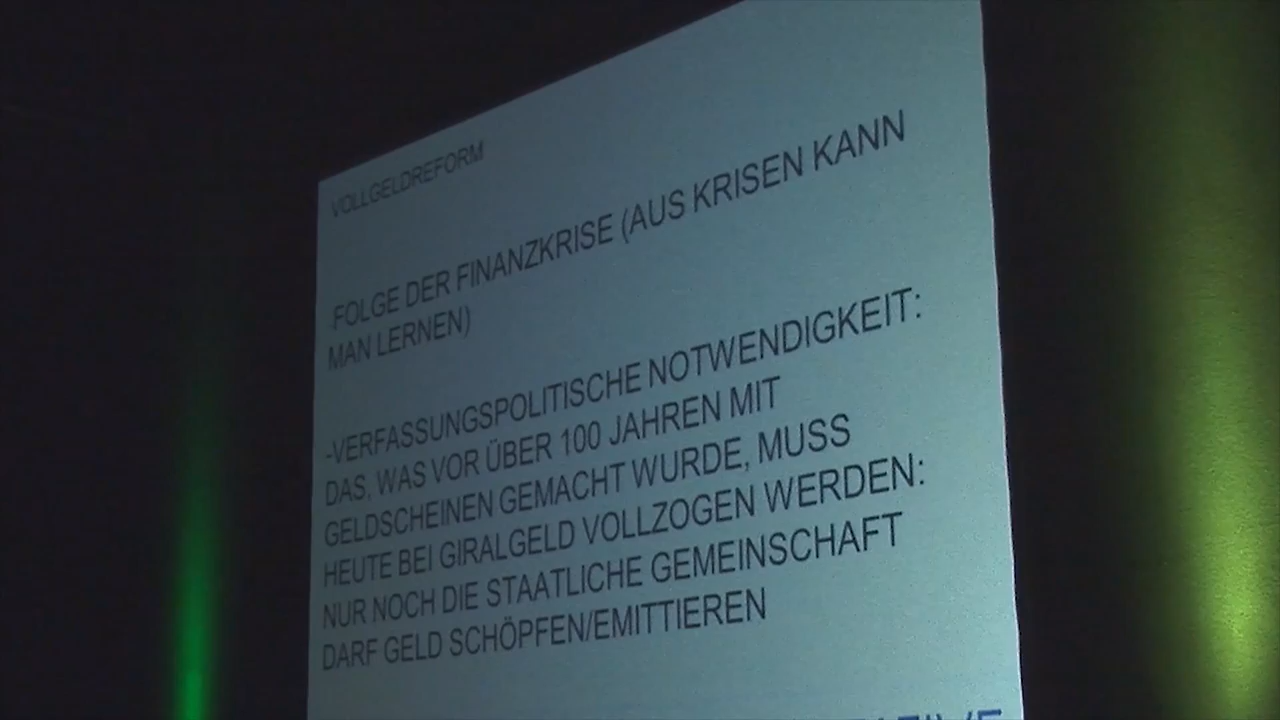 VOLLGELDREFORM
FOLGE DER FINANZKRISE (AUS KRISEN KANN
MAN LERNEN)
-VERFASSUNGSPOLITISCHE NOTWENDIGKEIT:
DAS, WAS VOR ÜBER 100 JAHREN MIT
GELDSCHEINEN GEMACHT WURDE, MUSS
HEUTE BEI GIRALGELD VOLLZOGEN WERDEN:
NUR NOCH DIE STAATLICHE GEMEINSCHAFT
DARF GELD SCHÖPFEN/EMITTIEREN